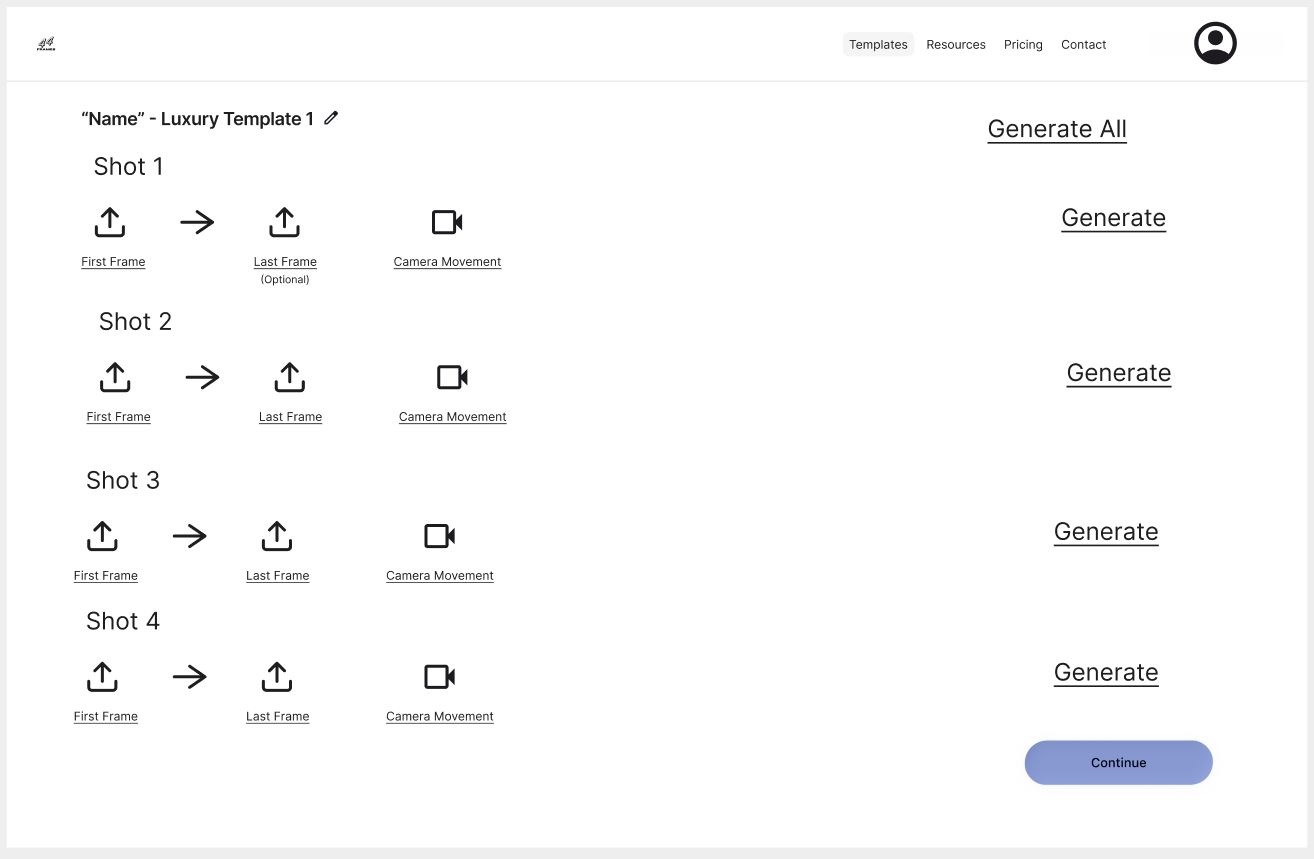 44
FRAMES
Templates Resources Pricing Contact
“Name” - Luxury Template 1
Generate All
Shot 1
Generate
First Frame Last Frame Camera Movement
(Optional)
Shot 2
Generate
First Frame Last Frame Camera Movement
Shot 3
Generate
First Frame Last Frame Camera Movement
Shot 4
Generate
First Frame Last Frame Camera Movement
Continue